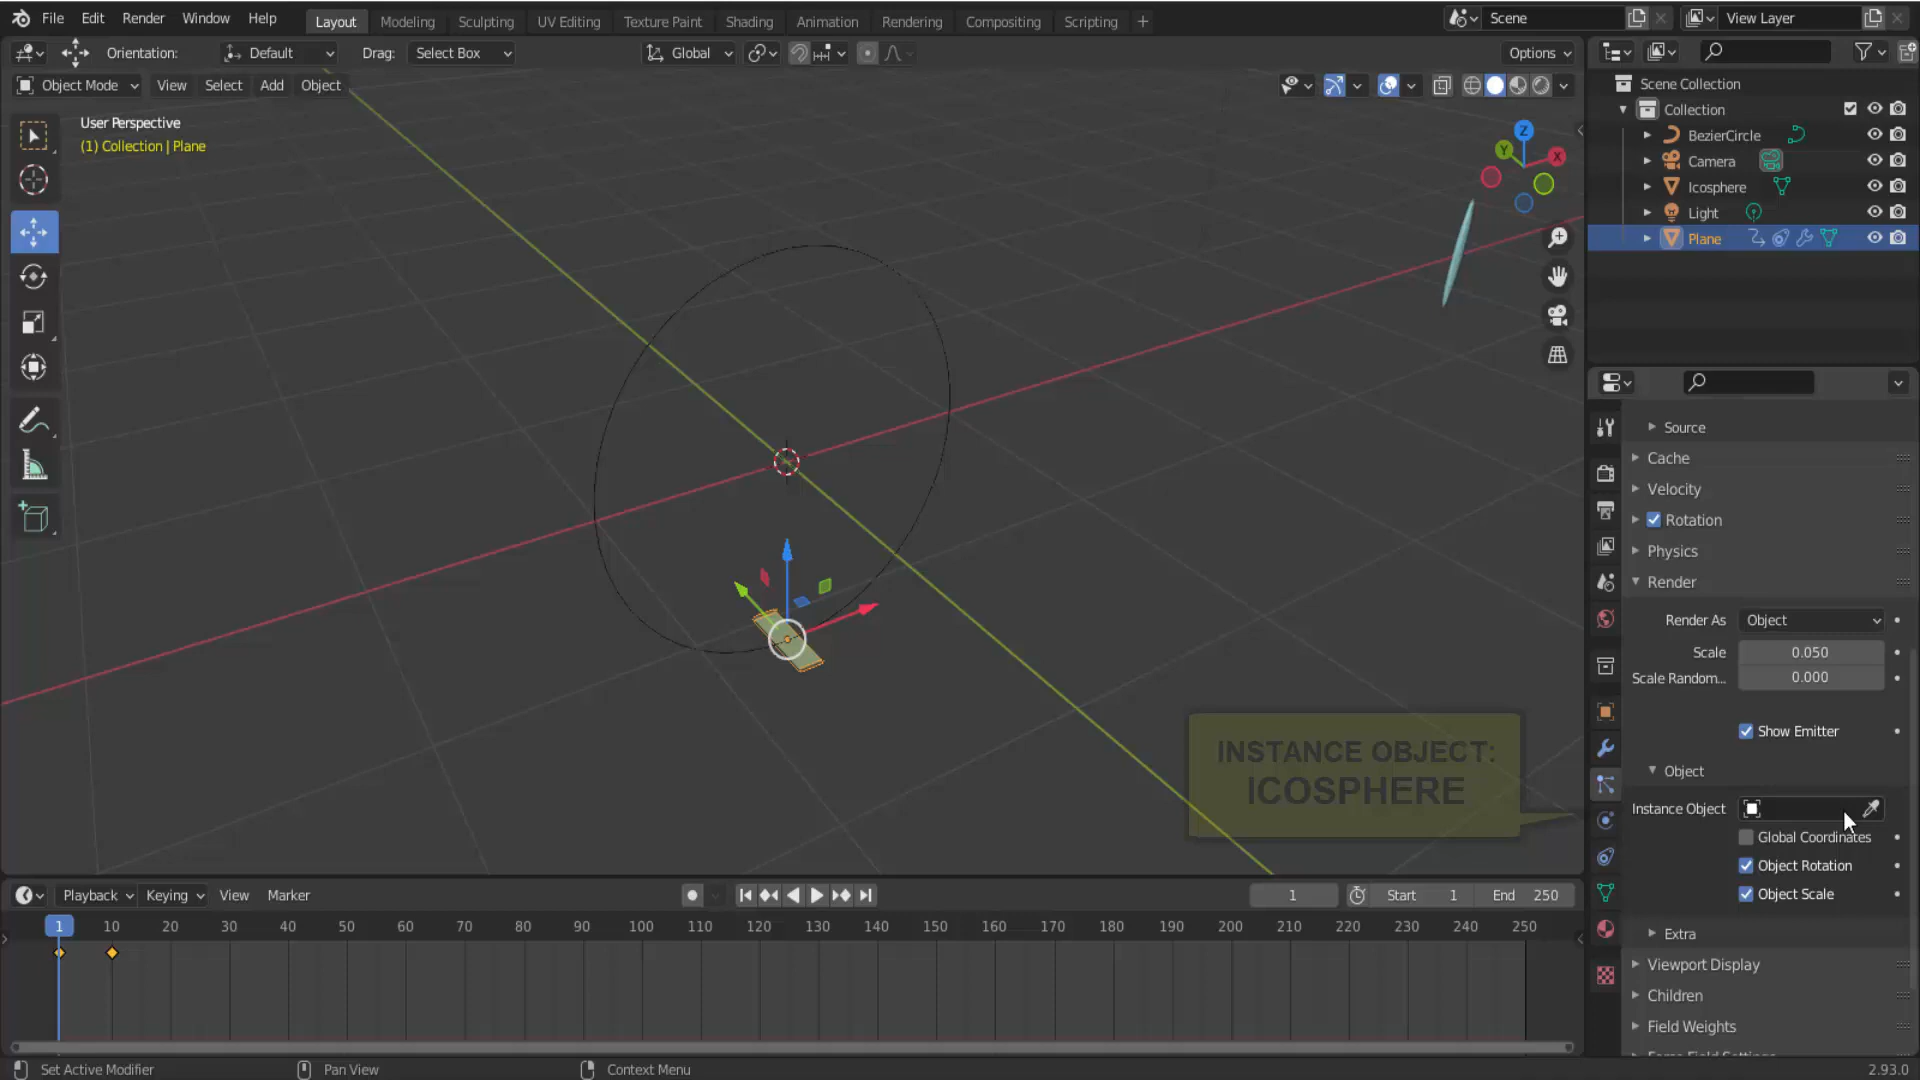 File Edit Render Window Help
Layout Modeling Sculpting UV Editing Texture Paint Shading Animation Rendering Compositing Scripting +
Scene
View Layer
Orientation: Default Drag: Select Box Global Options
Object Mode View Select Add Object
User Perspective
(1) Collection | Plane
Z
Y
X
Scene Collection
Collection
BezierCircle
Camera
Icosphere
Light
Plane
Source
Cache
Velocity
Rotation
Physics
Render
Render As Object
Scale 0.050
Scale Random... 0.000
Show Emitter
Object
Instance Object
Global Coordinates
Object Rotation
Object Scale
Extra
Viewport Display
Children
Field Weights
INSTANCE OBJECT:
ICOSPHERE
Playback Keying View Marker 1 Start 1 End 250
1 10 20 30 40 50 60 70 80 90 100 110 120 130 140 150 160 170 180 190 200 210 220 230 240 250
Set Active Modifier Pan View Context Menu 2.93.0